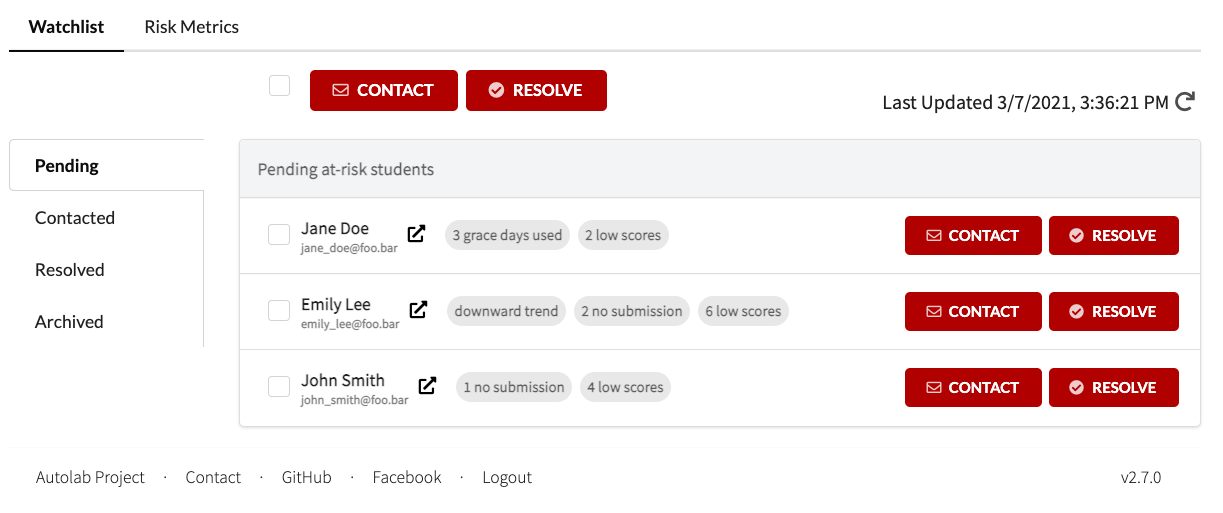 Watchlist Risk Metrics
CONTACT RESOLVE
Last Updated 3/7/2021, 3:36:21 PM
Pending
Contacted
Resolved
Archived
Pending at-risk students
Jane Doe
jane_doe@foo.bar
3 grace days used 2 low scores CONTACT RESOLVE
Emily Lee
emily_lee@foo.bar
downward trend 2 no submission 6 low scores CONTACT RESOLVE
John Smith
john_smith@foo.bar
1 no submission 4 low scores CONTACT RESOLVE
Autolab Project · Contact · GitHub · Facebook · Logout v2.7.0